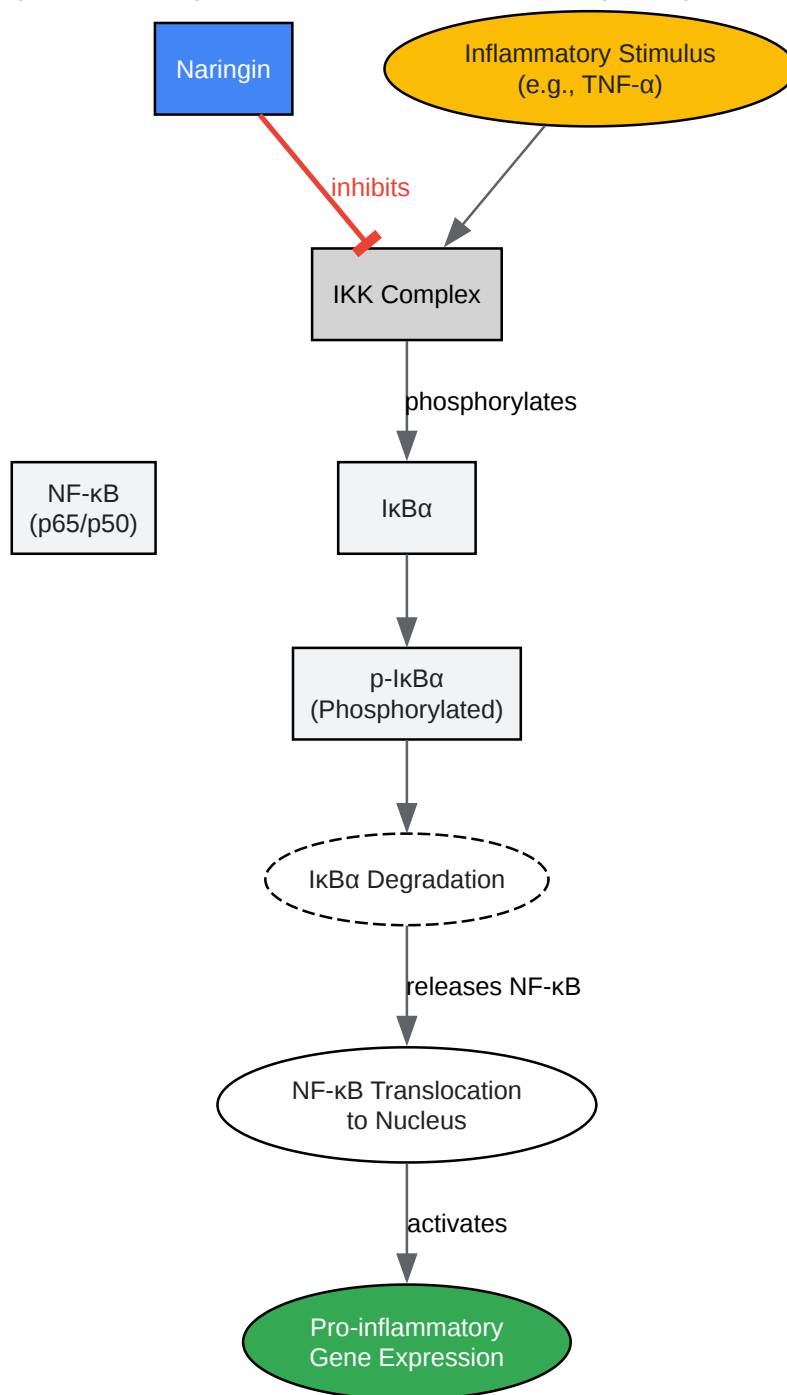 Naringin
Inflammatory Stimulus
(e.g., TNF-α)
inhibits
IKK Complex
phosphorylates
NF-κB
(p65/p50)
IκBα
p-IκBα
(Phosphorylated)
IκBα Degradation
releases NF-κB
NF-κB Translocation
to Nucleus
activates
Pro-inflammatory
Gene Expression